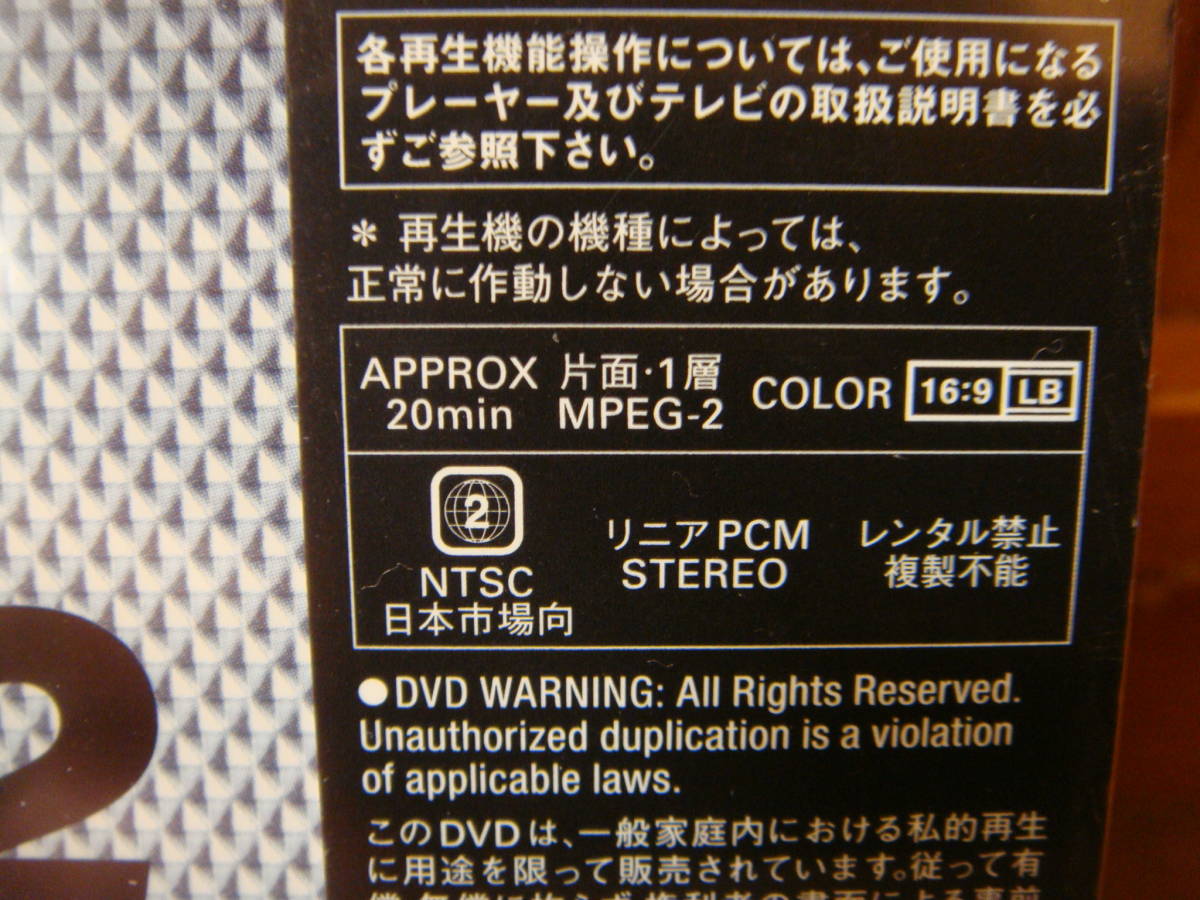 各再生機能操作については、ご使用になる
プレーヤー及びテレビの取扱説明書を必
ずご参照下さい。
＊ 再生機の機種によっては、
正常に作動しない場合があります。
APPROX
20min
片面・1層
MPEG-2
COLOR
16:9 LB
2
NTSC
日本市場向
リニアPCM
STEREO
レンタル禁止
複製不能
●DVD WARNING: All Rights Reserved.
Unauthorized duplication is a violation
of applicable laws.
このDVDは、一般家庭内における私的再生
に用途を限って販売されています。従って有
2